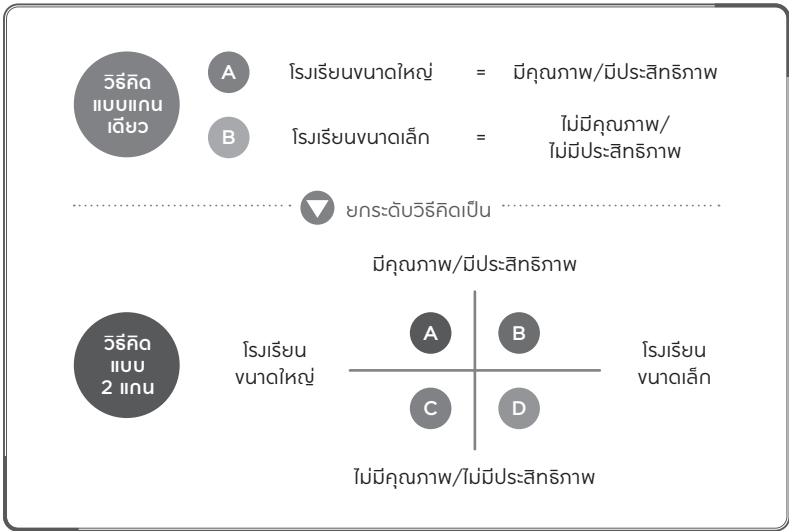 วิธีคิด
แบบแกน
เดียว
A โรงเรียนขนาดใหญ่ = มีคุณภาพ/มีประสิทธิภาพ
B โรงเรียนขนาดเล็ก = ไม่มีคุณภาพ/
ไม่มีประสิทธิภาพ
ยกระดับวิธีคิดเป็น
มีคุณภาพ/มีประสิทธิภาพ
วิธีคิด
แบบ
2 แกน
โรงเรียน
ขนาดใหญ่
A B
C D
โรงเรียน
ขนาดเล็ก
ไม่มีคุณภาพ/ไม่มีประสิทธิภาพ